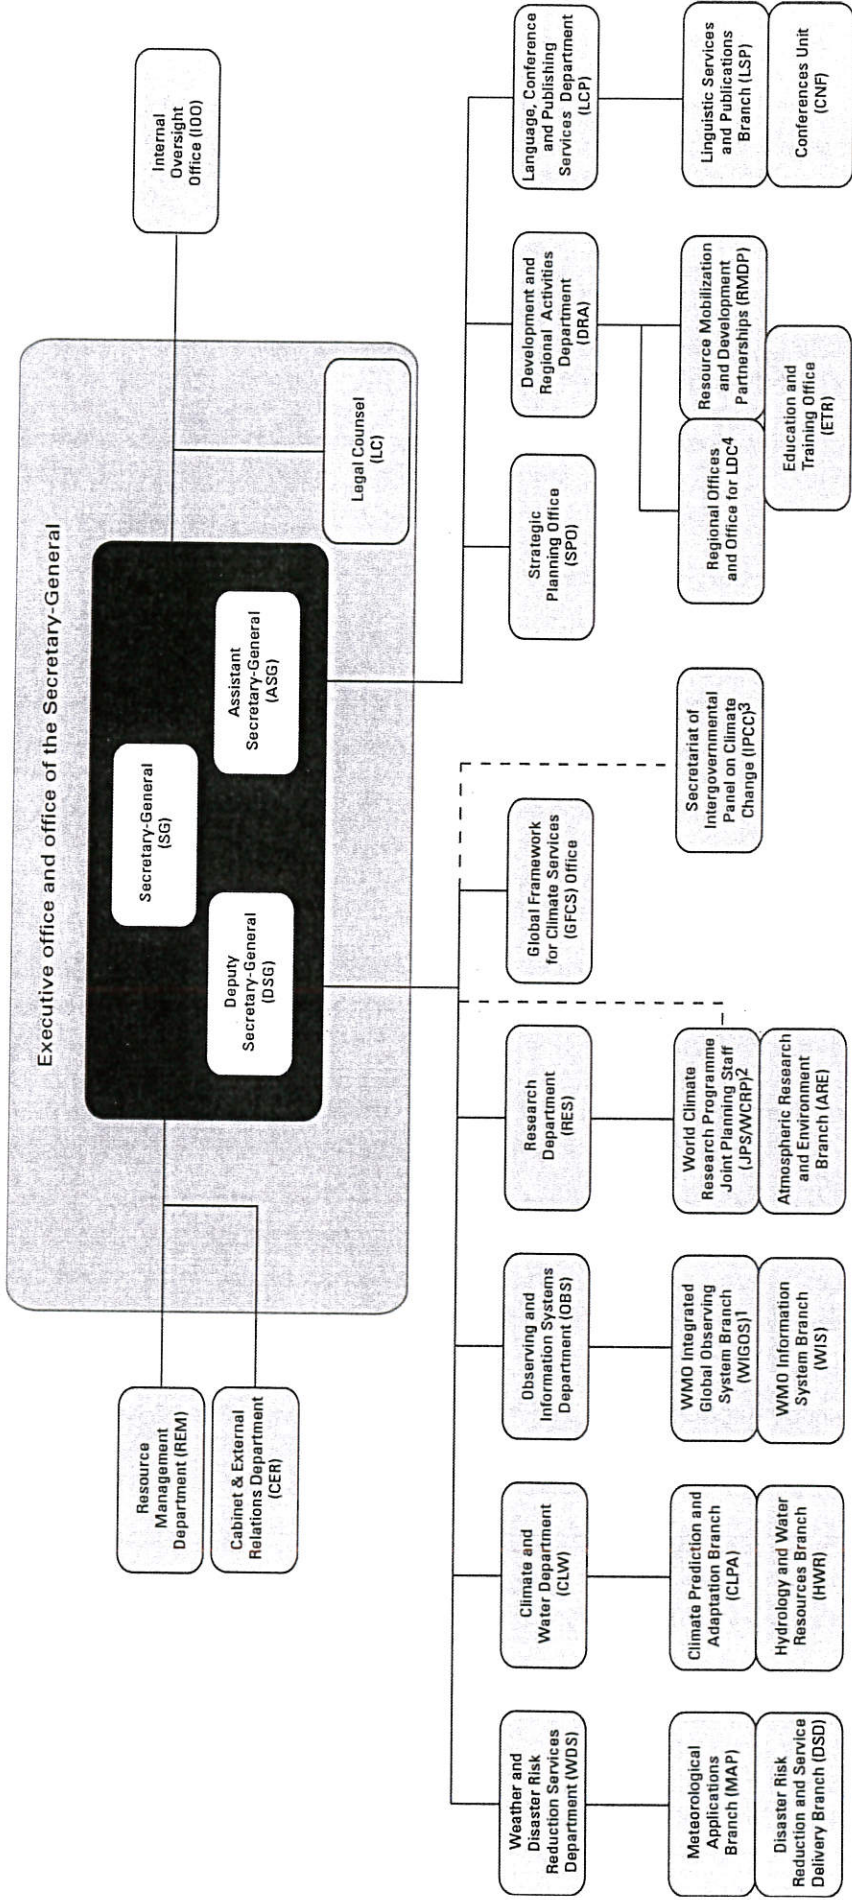 Executive office and office of the Secretary-General
Secretary-General
(SG)
Deputy
Secretary-General
(DSG)
Assistant
Secretary-General
(ASG)
Legal Counsel
(LC)
Internal
Oversight
Office (IOO)
Resource
Management
Department (REM)
Cabinet & External
Relations Department
(CER)
Weather and
Disaster Risk
Reduction Services
Department (WDS)
Climate and
Water Department
(CLW)
Observing and
Information Systems
Department (OBS)
Research
Department
(RES)
Global Framework
for Climate Services
(GFCS) Office
Strategic
Planning Office
(SPO)
Development and
Regional Activities
Department
(DRA)
Language, Conference
and Publishing
Services Department
(LCP)
Meteorological
Applications
Branch (MAP)
Disaster Risk
Reduction and Service
Delivery Branch (DSD)
Climate Prediction and
Adaptation Branch
(CLPA)
Hydrology and Water
Resources Branch
(HWR)
WMO Integrated
Global Observing
System Branch
(WIGOS)1
WMO Information
System Branch
(WIS)
World Climate
Research Programme
Joint Planning Staff
(JPS/WCRP)2
Atmospheric Research
and Environment
Branch (ARE)
Secretariat of
Intergovernmental
Panel on Climate
Change (IPCC)3
Regional Offices
and Office for LDC4
Resource Mobilization
and Development
Partnerships (RMDP)
Education and
Training Office
(ETR)
Linguistic Services
and Publications
Branch (LSP)
Conferences Unit
(CNF)